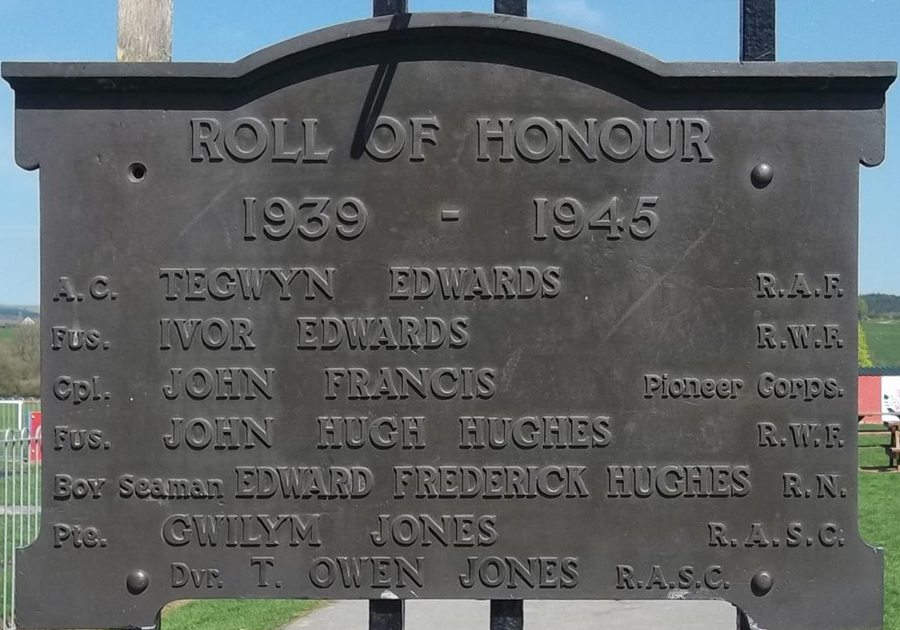 ROLL OF HONOUR
1939 - 1945
A.C. TEGWYN EDWARDS R.A.F.
Fus. IVOR EDWARDS R.W.F.
Cpl. JOHN FRANCIS Pioneer Corps.
Fus. JOHN HUGH HUGHES R.W.F.
Boy Seaman EDWARD FREDERICK HUGHES R.N.
Pte. GWILYM JONES R.A.S.C.
Dvr. T. OWEN JONES R.A.S.C.